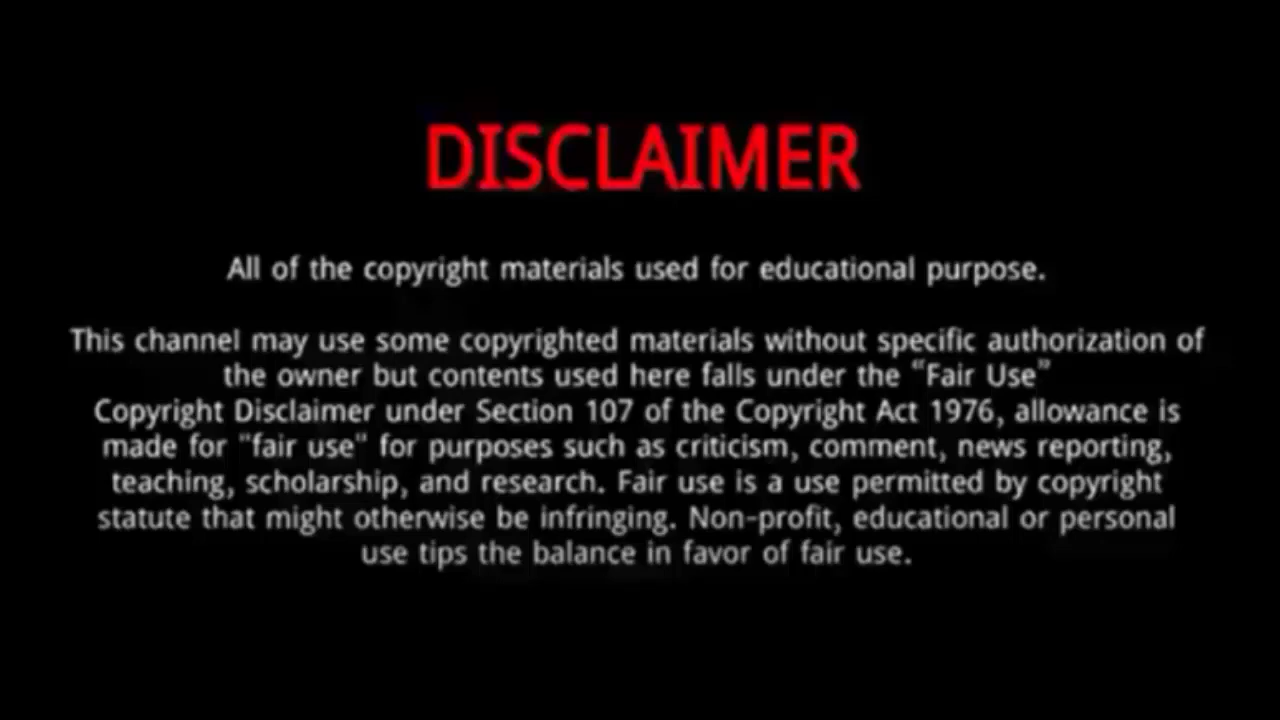 DISCLAIMER
All of the copyright materials used for educational purpose.
This channel may use some copyrighted materials without specific authorization of
the owner but contents used here falls under the “Fair Use”
Copyright Disclaimer under Section 107 of the Copyright Act 1976, allowance is
made for "fair use" for purposes such as criticism, comment, news reporting,
teaching, scholarship, and research. Fair use is a use permitted by copyright
statute that might otherwise be infringing. Non-profit, educational or personal
use tips the balance in favor of fair use.